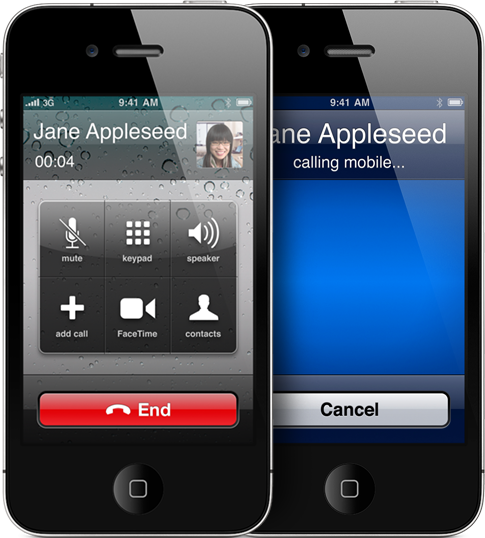 3G 9:41 AM
Jane Appleseed
00:04
mute keypad speaker
add call FaceTime contacts
End
9:41 AM
ane Appleseed
calling mobile...
Cancel